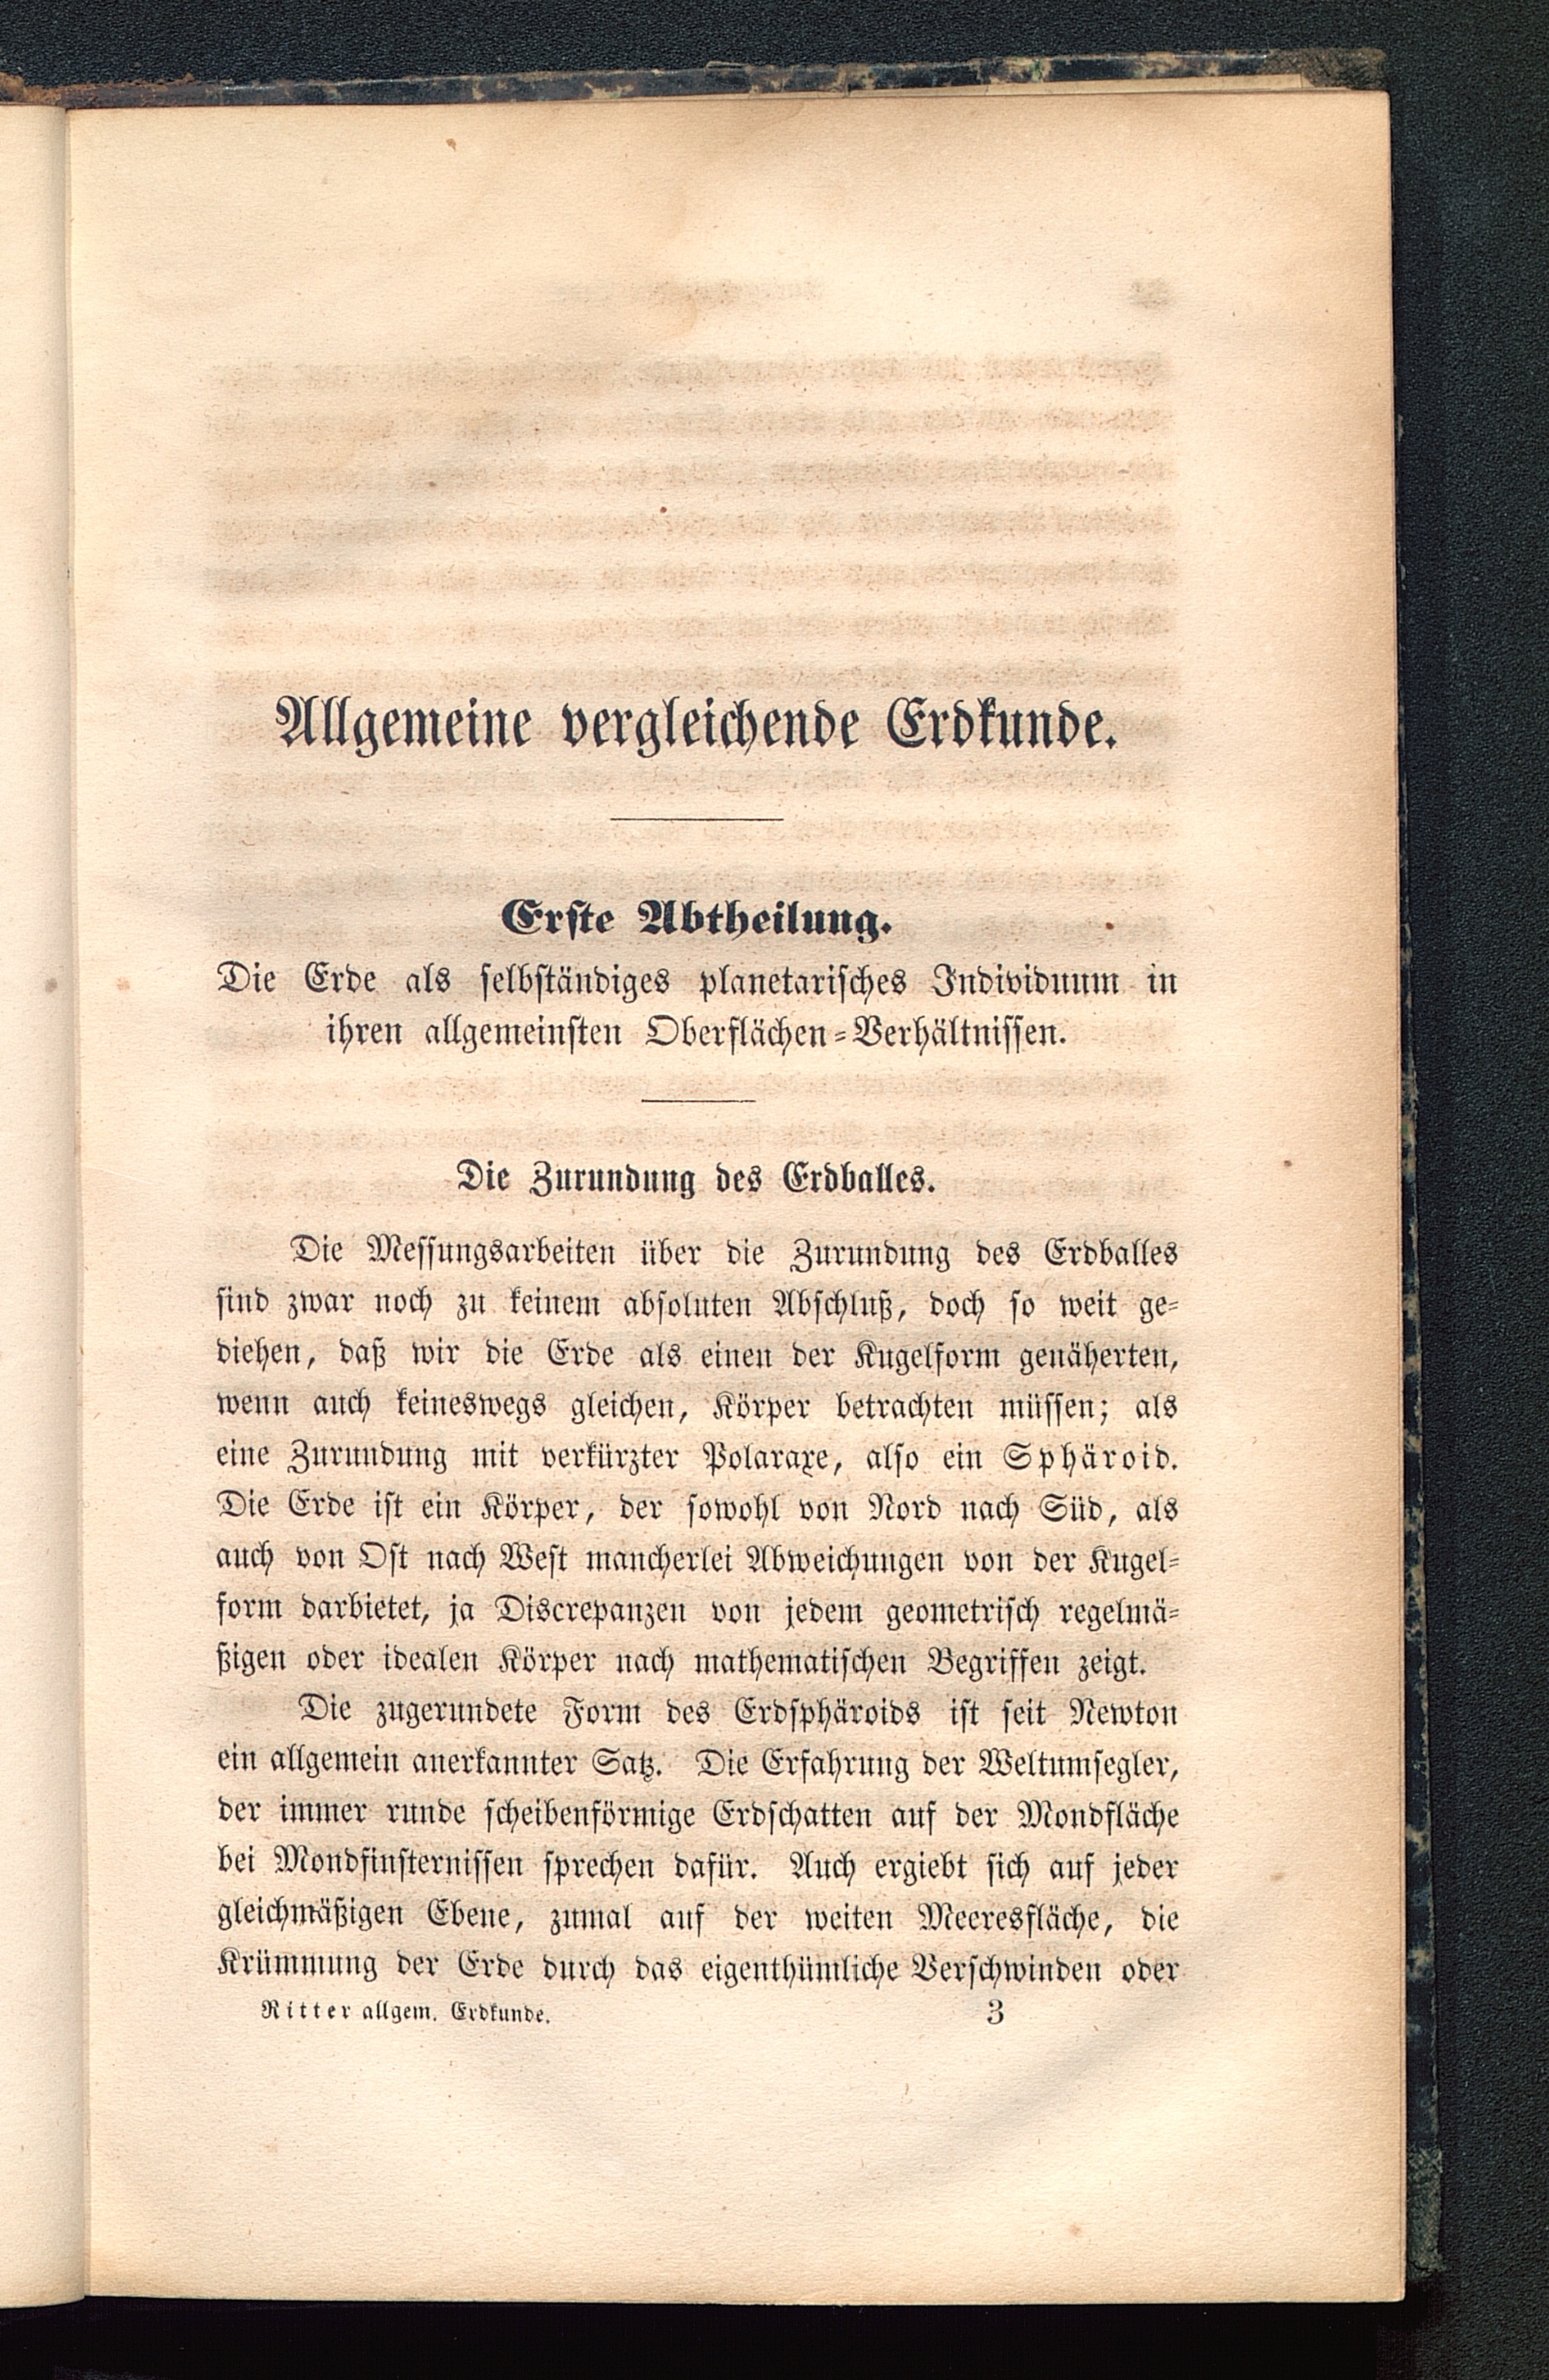 Allgemeine vergleichende Erdkunde.
Erste Abtheilung.
Die Erde als selbständiges planetarisches Individuum in
ihren allgemeinsten Oberflächen-Verhältnissen.
Die Zurundung des Erdballes.
Die Messungsarbeiten über die Zurundung des Erdballes
sind zwar noch zu keinem absoluten Abschluß, doch so weit ge-
diehen, daß wir die Erde als einen der Kugelform genäherten,
wenn auch keineswegs gleichen, Körper betrachten müssen; als
eine Zurundung mit verkürzter Polaraxe, also ein Sphäroid.
Die Erde ist ein Körper, der sowohl von Nord nach Süd, als
auch von Ost nach West mancherlei Abweichungen von der Kugel-
form darbietet, ja Discrepanzen von jedem geometrisch regelmä-
ßigen oder idealen Körper nach mathematischen Begriffen zeigt.
Die zugerundete Form des Erdsphäroids ist seit Newton
ein allgemein anerkannter Satz. Die Erfahrung der Weltumsegler,
der immer runde scheibenförmige Erdschatten auf der Mondfläche
bei Mondfinsternissen sprechen dafür. Auch ergiebt sich auf jeder
gleichmäßigen Ebene, zumal auf der weiten Meeresfläche, die
Krümmung der Erde durch das eigenthümliche Verschwinden oder
Ritter allgem. Erdkunde. 3